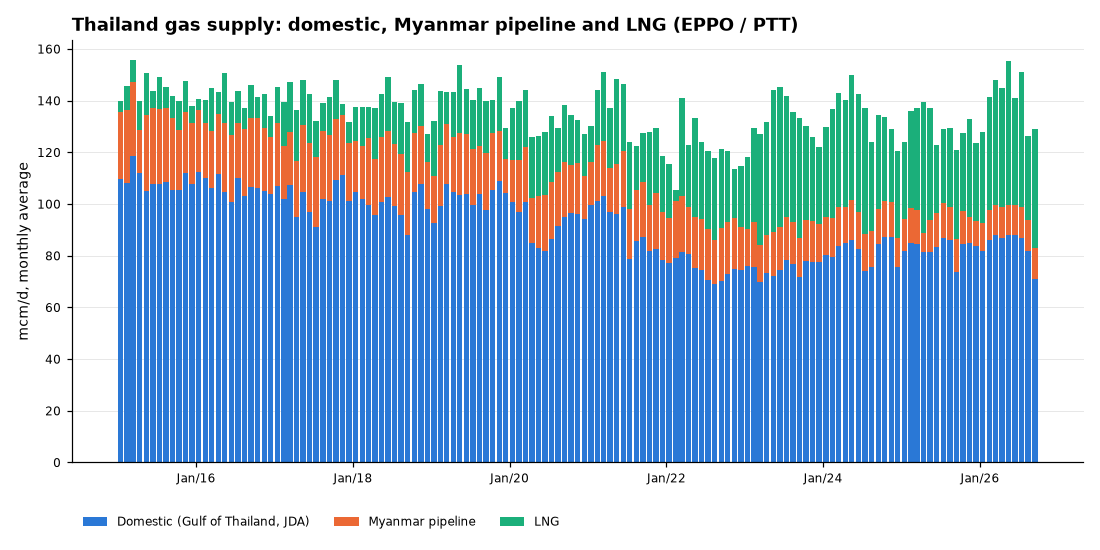 Thailand gas supply: domestic, Myanmar pipeline and LNG (EPPO / PTT)
mcm/d, monthly average
160
140
120
100
80
60
40
20
0
Jan/16 Jan/18 Jan/20 Jan/22 Jan/24 Jan/26
Domestic (Gulf of Thailand, JDA) Myanmar pipeline LNG